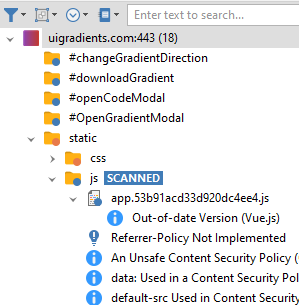 Enter text to search...
uigradients.com:443 (18)
#changeGradientDirection
#downloadGradient
#openCodeModal
#OpenGradientModal
static
css
js SCANNED
app.53b91acd33d920dc4ee4.js
Out-of-date Version (Vue.js)
Referrer-Policy Not Implemented
An Unsafe Content Security Policy (
data: Used in a Content Security Pol
default-src Used in Content Security